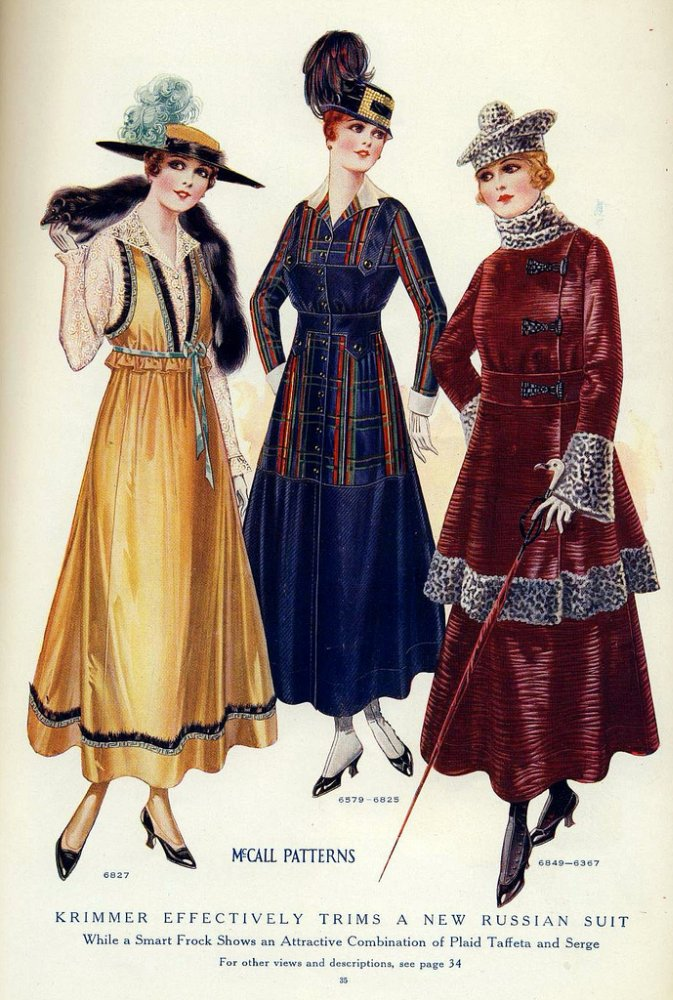 6579-6825
McCALL PATTERNS
6849-6367
6827
KRIMMER EFFECTIVELY TRIMS A NEW RUSSIAN SUIT
While a Smart Frock Shows an Attractive Combination of Plaid Taffeta and Serge
For other views and descriptions, see page 34
35